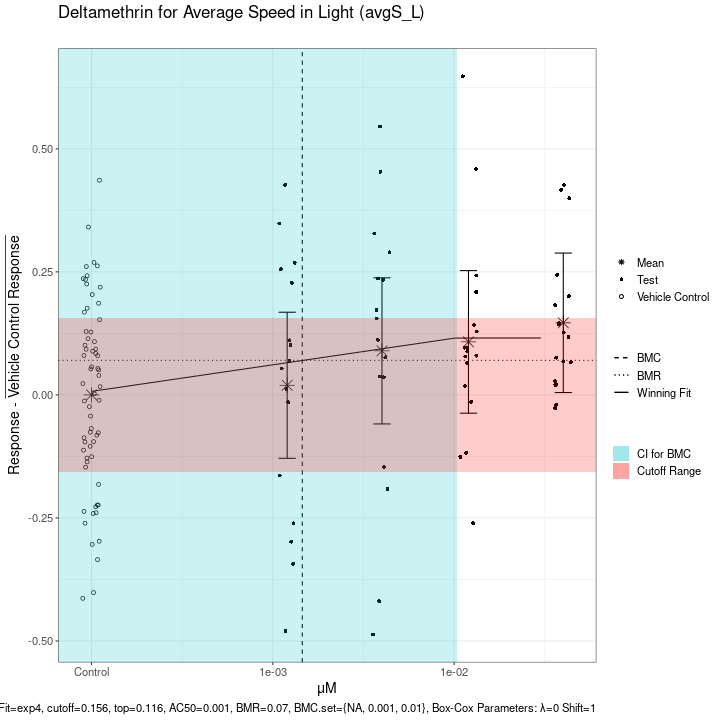 Deltamethrin for Average Speed in Light (avgS_L)
Response - Vehicle Control Response
0.50
0.25
0.00
-0.25
-0.50
Control
1e-03
1e-02
μM
Mean
Test
Vehicle Control
BMC
BMR
Winning Fit
CI for BMC
Cutoff Range
Fit=exp4, cutoff=0.156, top=0.116, AC50=0.001, BMR=0.07, BMC.set={NA, 0.001, 0.01}, Box-Cox Parameters: λ=0 Shift=1